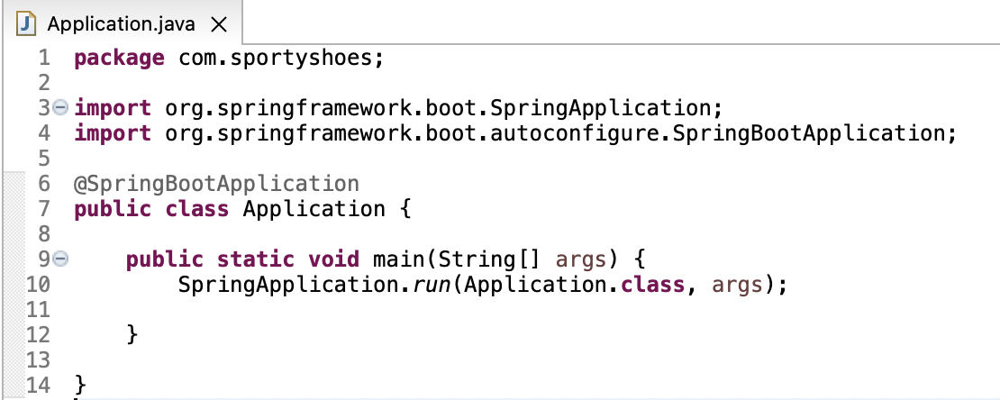 Application.java
1 package com.sportyshoes;
2
3 import org.springframework.boot.SpringApplication;
4 import org.springframework.boot.autoconfigure.SpringBootApplication;
5
6 @SpringBootApplication
7 public class Application {
8
9     public static void main(String[] args) {
10         SpringApplication.run(Application.class, args);
11
12     }
13
14 }